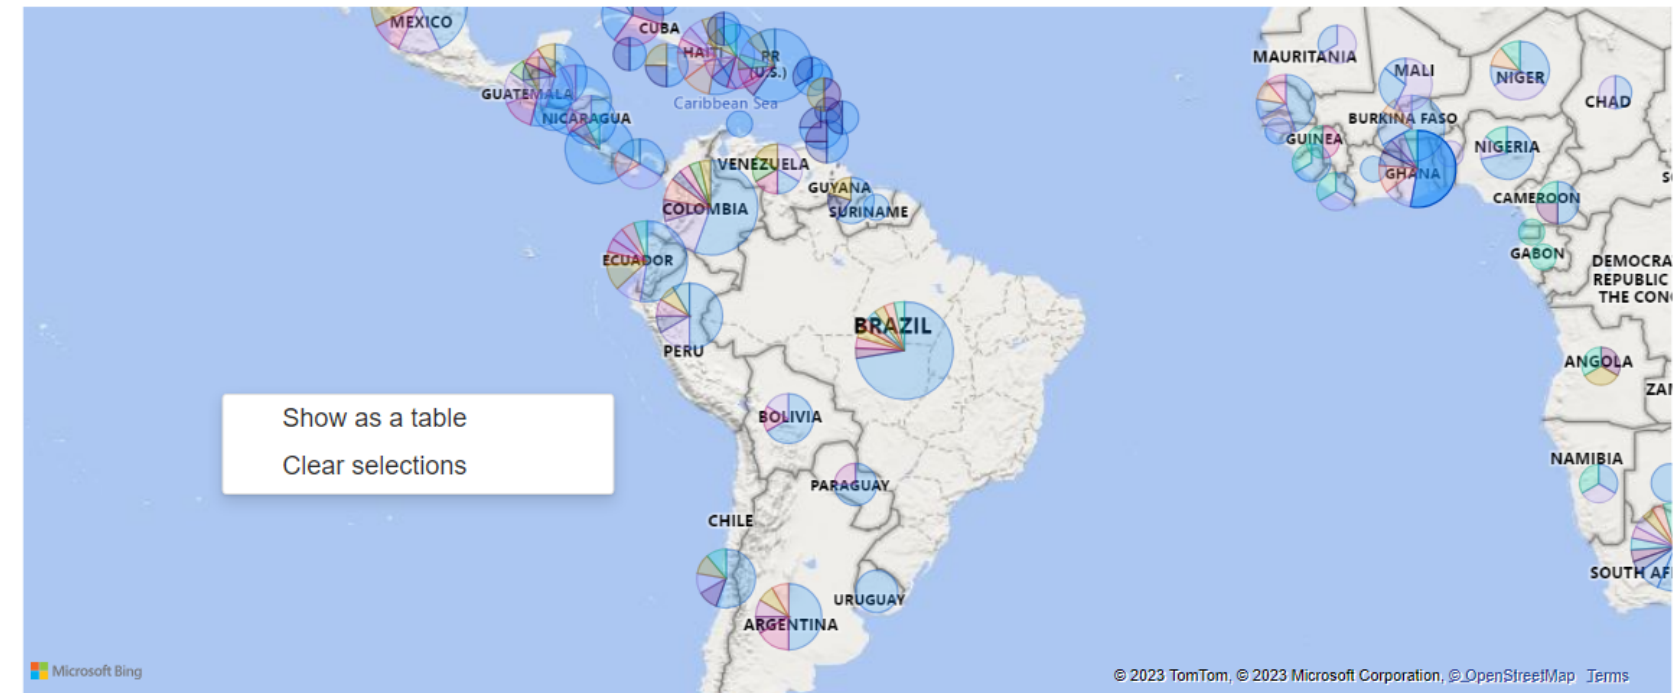 MEXICO
CUBA
HAITI
PR
(U.S.)
GUATEMALA
Caribbean Sea
NICARAGUA
VENEZUELA
GUYANA
SURINAME
COLOMBIA
ECUADOR
PERU
BRAZIL
BOLIVIA
PARAGUAY
CHILE
URUGUAY
ARGENTINA
MAURITANIA
MALI
NIGER
CHAD
BURKINA FASO
GUINEA
NIGERIA
GHANA
CAMEROON
GABON
DEMOCRA
REPUBLIC
THE CON
ANGOLA
ZAI
NAMIBIA
SOUTH AF
Show as a table
Clear selections
Microsoft Bing
© 2023 TomTom, © 2023 Microsoft Corporation, © OpenStreetMap Terms